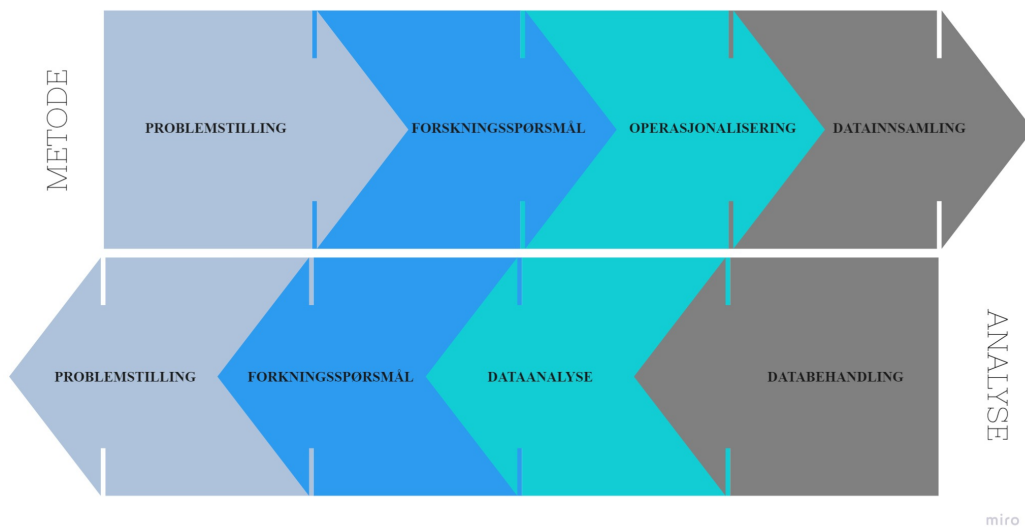 METODE
PROBLEMSTILLING
FORSKNINGSSPØRSMÅL
OPERASJONALISERING
DATAINNSAMLING
PROBLEMSTILLING
FORKNINGSSPØRSMÅL
DATAANALYSE
DATABEHANDLING
ANALYSE
miro